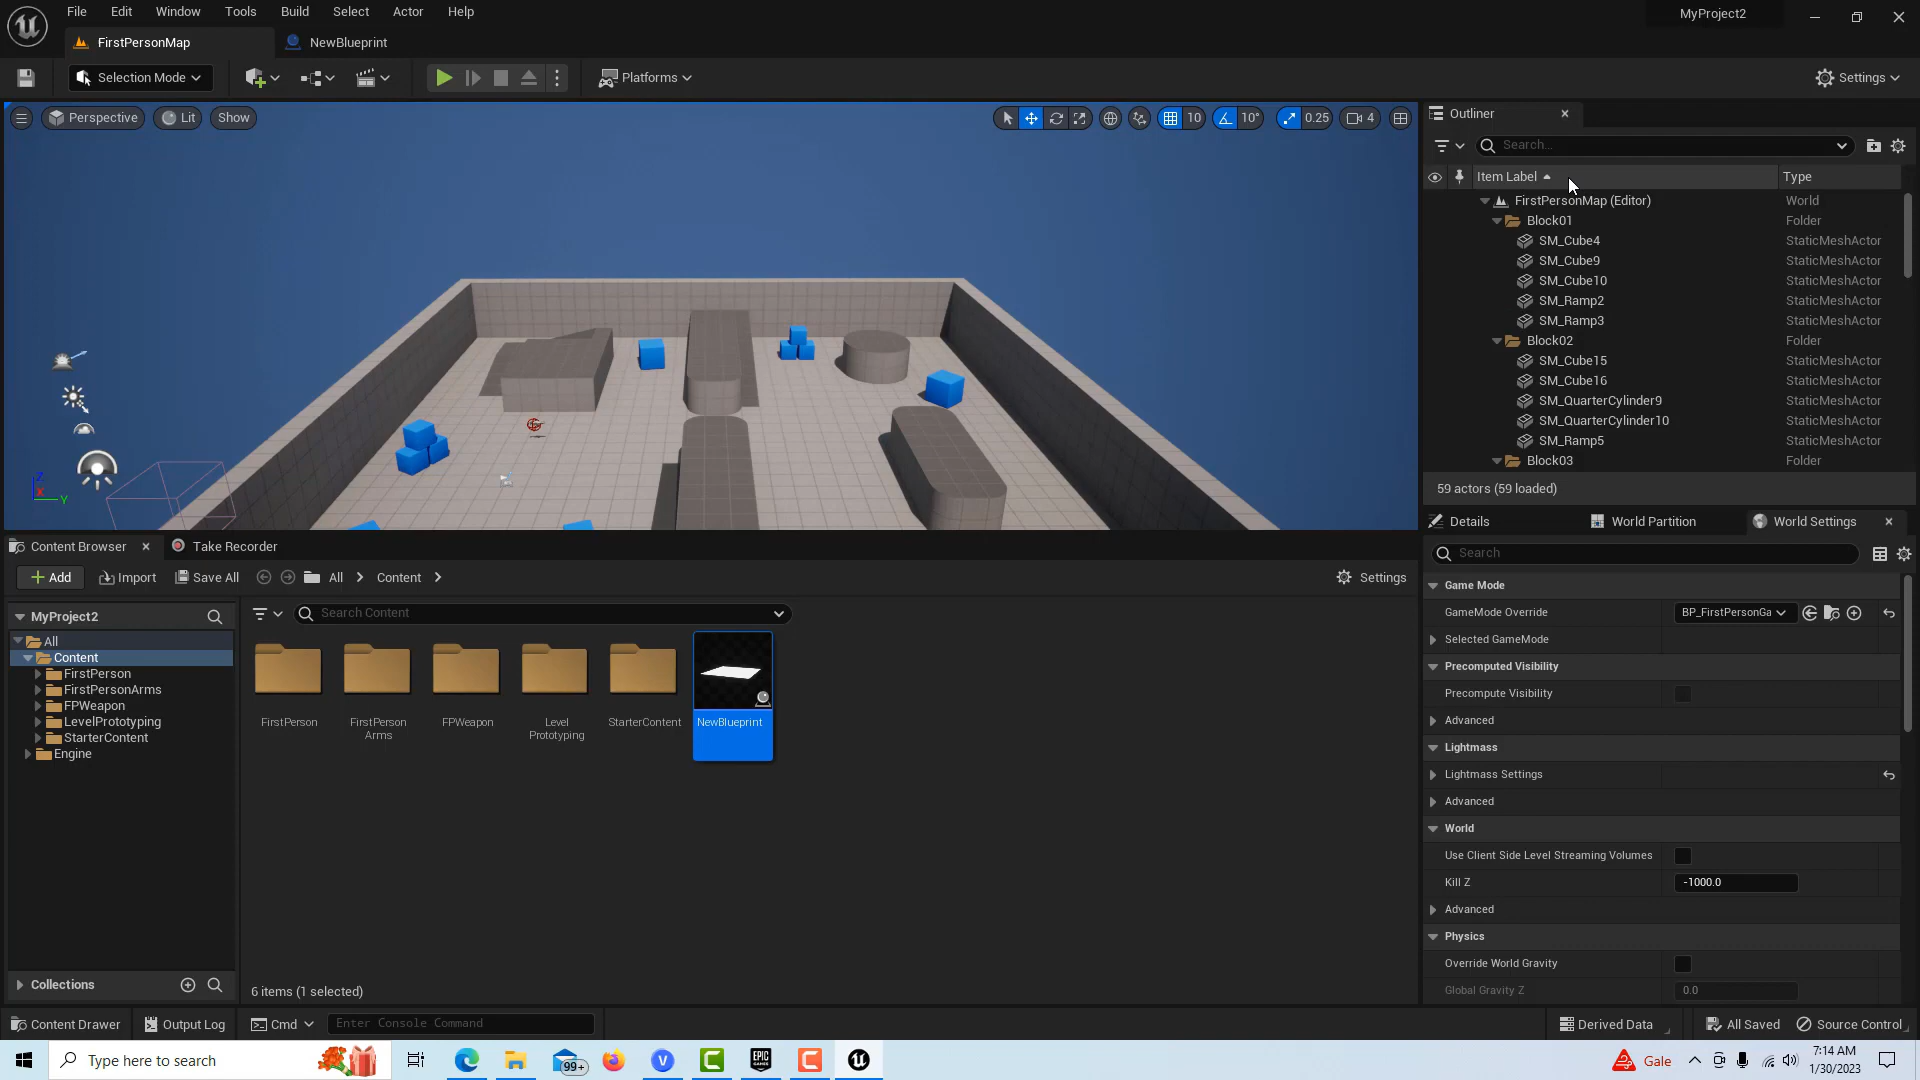 File Edit Window Tools Build Select Actor Help
MyProject2
FirstPersonMap
NewBlueprint
Selection Mode
Platforms
Settings
Perspective
Lit
Show
10
10°
0.25
4
Outliner
Search...
Item Label
Type
FirstPersonMap (Editor) World
Block01 Folder
SM_Cube4 StaticMeshActor
SM_Cube9 StaticMeshActor
SM_Cube10 StaticMeshActor
SM_Ramp2 StaticMeshActor
SM_Ramp3 StaticMeshActor
Block02 Folder
SM_Cube15 StaticMeshActor
SM_Cube16 StaticMeshActor
SM_QuarterCylinder9 StaticMeshActor
SM_QuarterCylinder10 StaticMeshActor
SM_Ramp5 StaticMeshActor
Block03 Folder
59 actors (59 loaded)
Z
X
Y
Details
World Partition
World Settings
Search
Game Mode
GameMode Override BP_FirstPersonGa
Selected GameMode
Precomputed Visibility
Precompute Visibility
Advanced
Lightmass
Lightmass Settings
Advanced
World
Use Client Side Level Streaming Volumes
Kill Z -1000.0
Advanced
Physics
Override World Gravity
Global Gravity Z 0.0
Content Browser
Take Recorder
Add
Import
Save All
All
Content
Settings
MyProject2
Search Content
All
Content
FirstPerson
FirstPersonArms
FPWeapon
LevelPrototyping
StarterContent
Engine
FirstPerson
FirstPerson
Arms
FPWeapon
Level
Prototyping
StarterContent
NewBlueprint
Collections
6 items (1 selected)
Content Drawer
Output Log
Cmd
Enter Console Command
Derived Data
All Saved
Source Control
Type here to search
99+
V
EPIC
GAMES
Gale
7:14 AM
1/30/2023